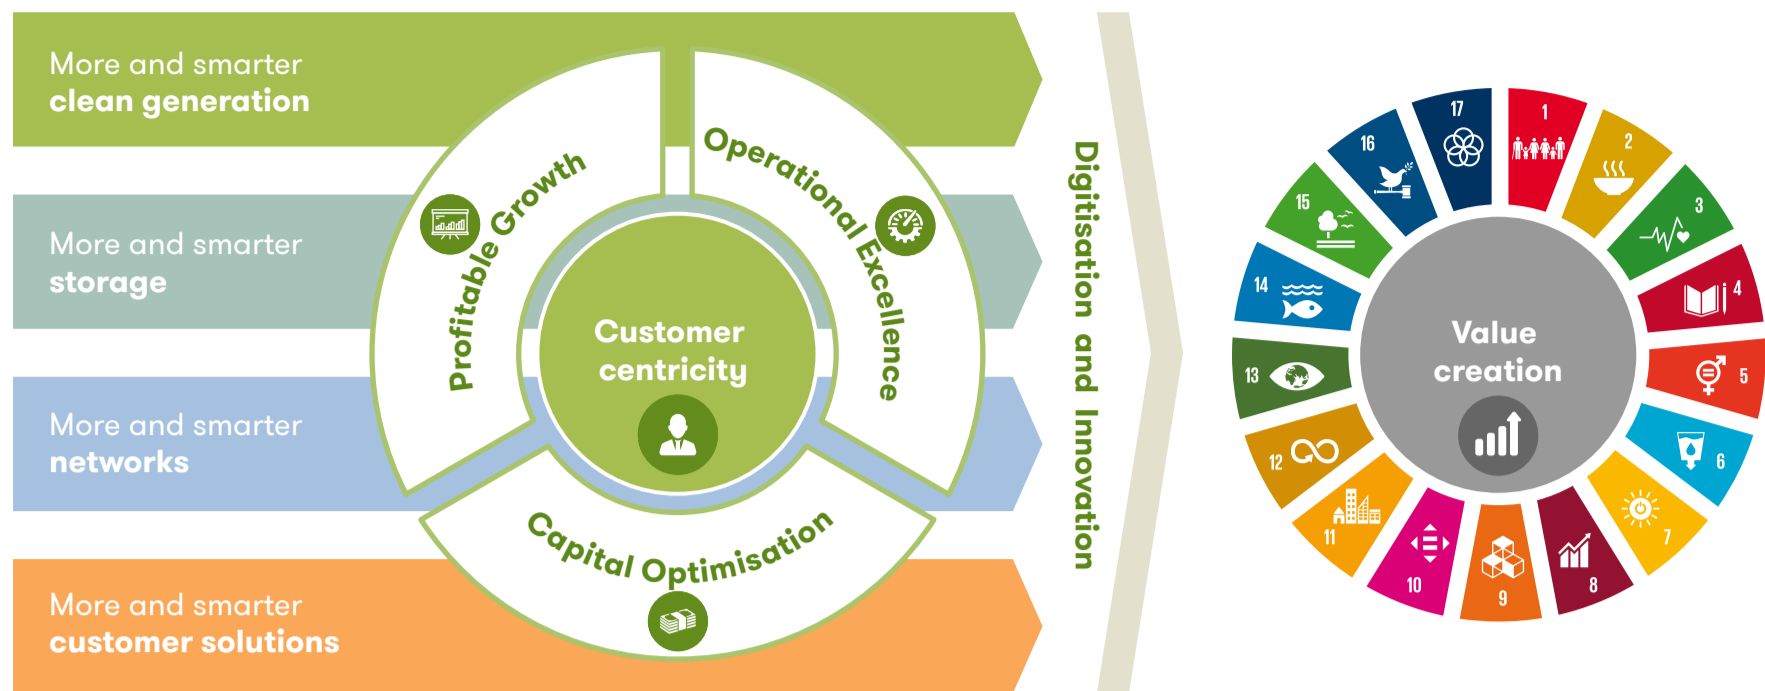 More and smarter
clean generation
More and smarter
storage
More and smarter
networks
More and smarter
customer solutions
Profitable Growth
Operational Excellence
Capital Optimisation
Customer
centricity
Digitisation and Innovation
Value
creation
1
2
3
4
5
6
7
8
9
10
11
12
13
14
15
16
17